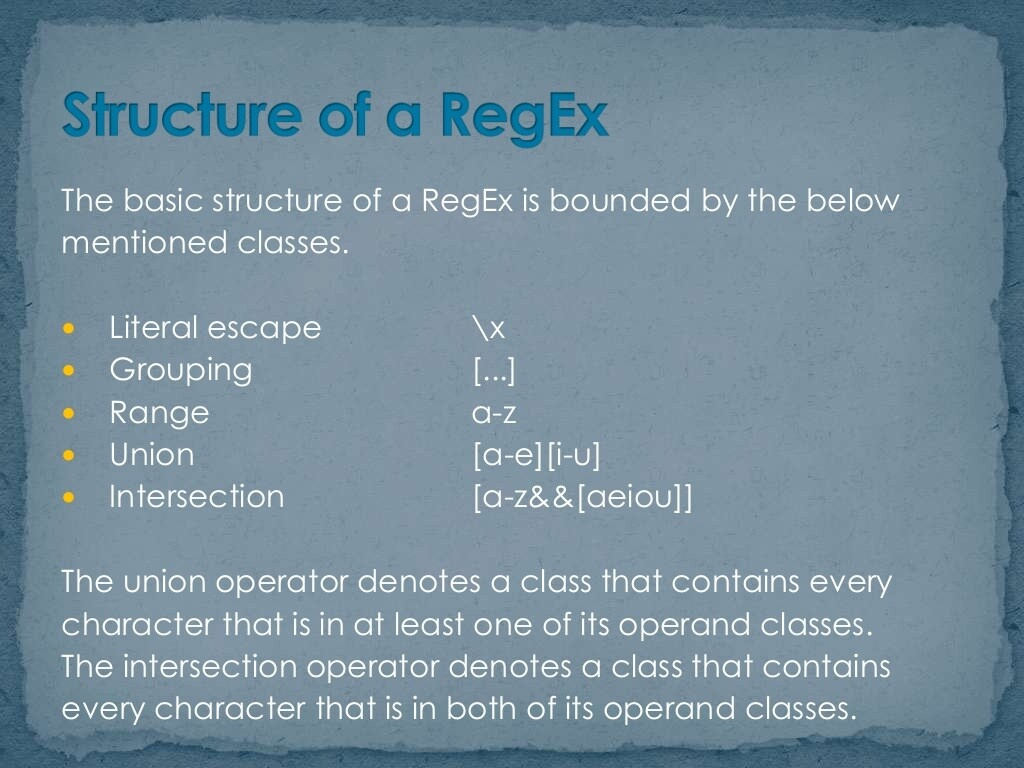 Structure of a RegEx
The basic structure of a RegEx is bounded by the below
mentioned classes.
• Literal escape \x
• Grouping [...]
• Range a-z
• Union [a-e][i-u]
• Intersection [a-z&&[aeiou]]
The union operator denotes a class that contains every
character that is in at least one of its operand classes.
The intersection operator denotes a class that contains
every character that is in both of its operand classes.